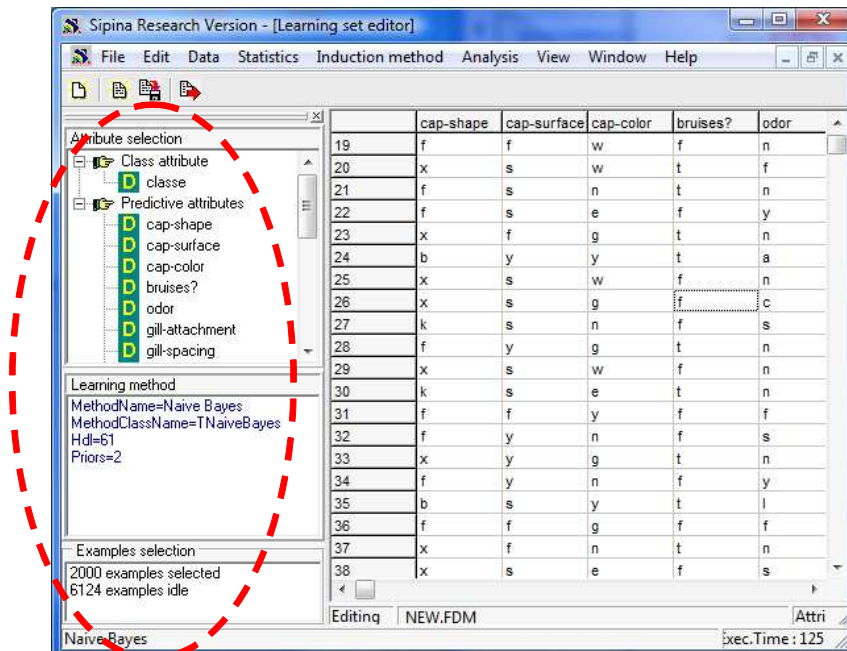 Sipina Research Version - [Learning set editor]
File Edit Data Statistics Induction method Analysis View Window Help
Attribute selection
Class attribute
D classe
Predictive attributes
D cap-shape
D cap-surface
D cap-color
D bruises?
D odor
D gill-attachment
D gill-spacing
Learning method
MethodName=Naive Bayes
MethodClassName=TNaiveBayes
Hdl=61
Priors=2
Examples selection
2000 examples selected
6124 examples idle
cap-shape cap-surface cap-color bruises? odor
19 f f w f n
20 x s w t f
21 f s n t n
22 f s e f y
23 x f g t n
24 b y y t a
25 x s w f n
26 x s g f c
27 k s n f s
28 f y g t n
29 x s w f n
30 k s e t n
31 f f y f f
32 f y n f s
33 x y g t n
34 f y n f y
35 b s y t l
36 f f g f f
37 x f n t n
38 x s e f s
Editing NEW.FDM Attri
Naive Bayes Exec.Time : 125